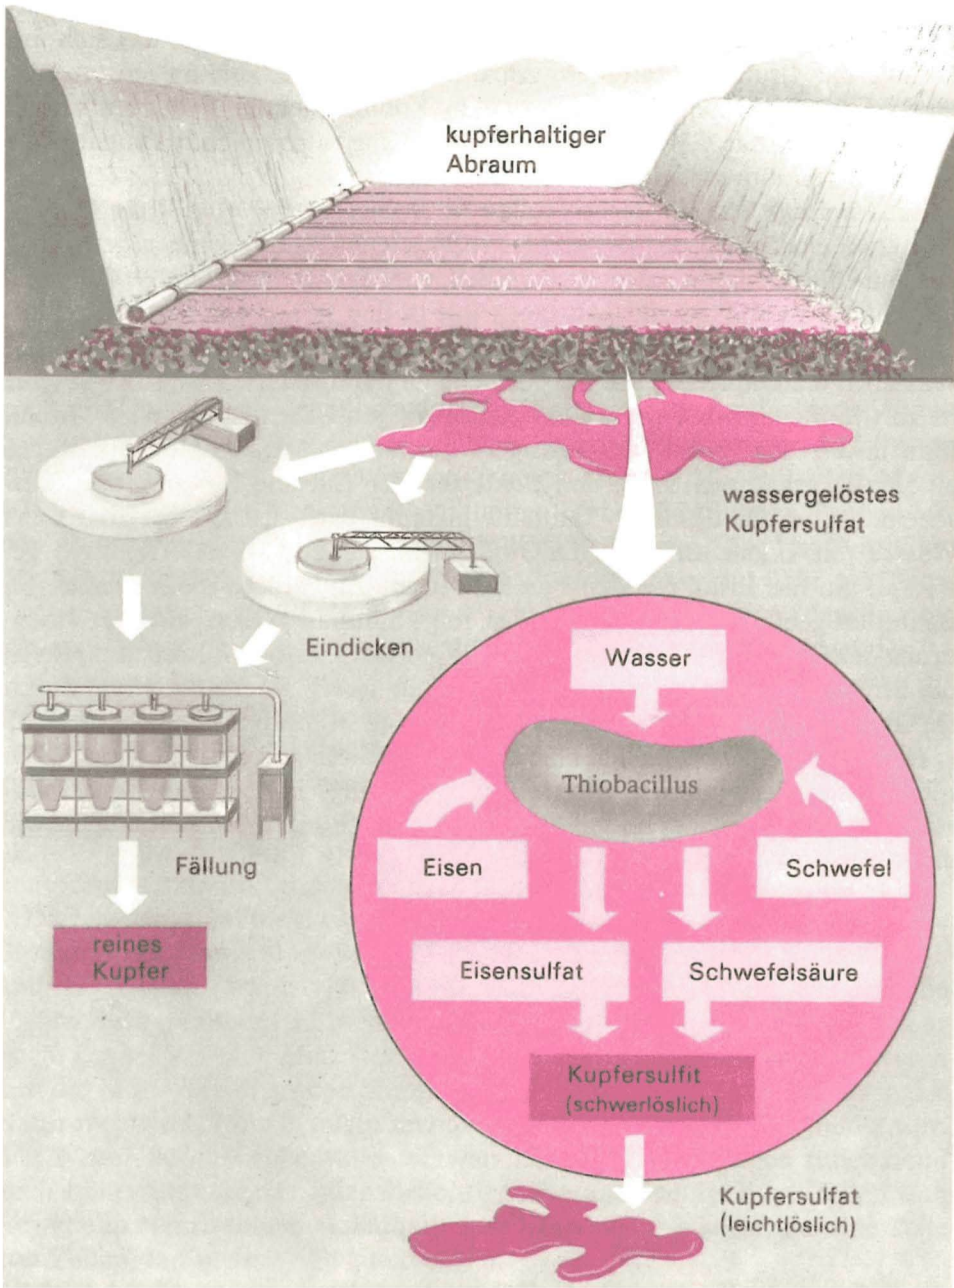 kupferhaltiger
Abraum
wassergelöstes
Kupfersulfat
Eindicken
Wasser
Thiobacillus
Eisen
Schwefel
Fällung
reines
Kupfer
Eisensulfat
Schwefelsäure
Kupfersulfit
(schwerlöslich)
Kupfersulfat
(leichtlöslich)